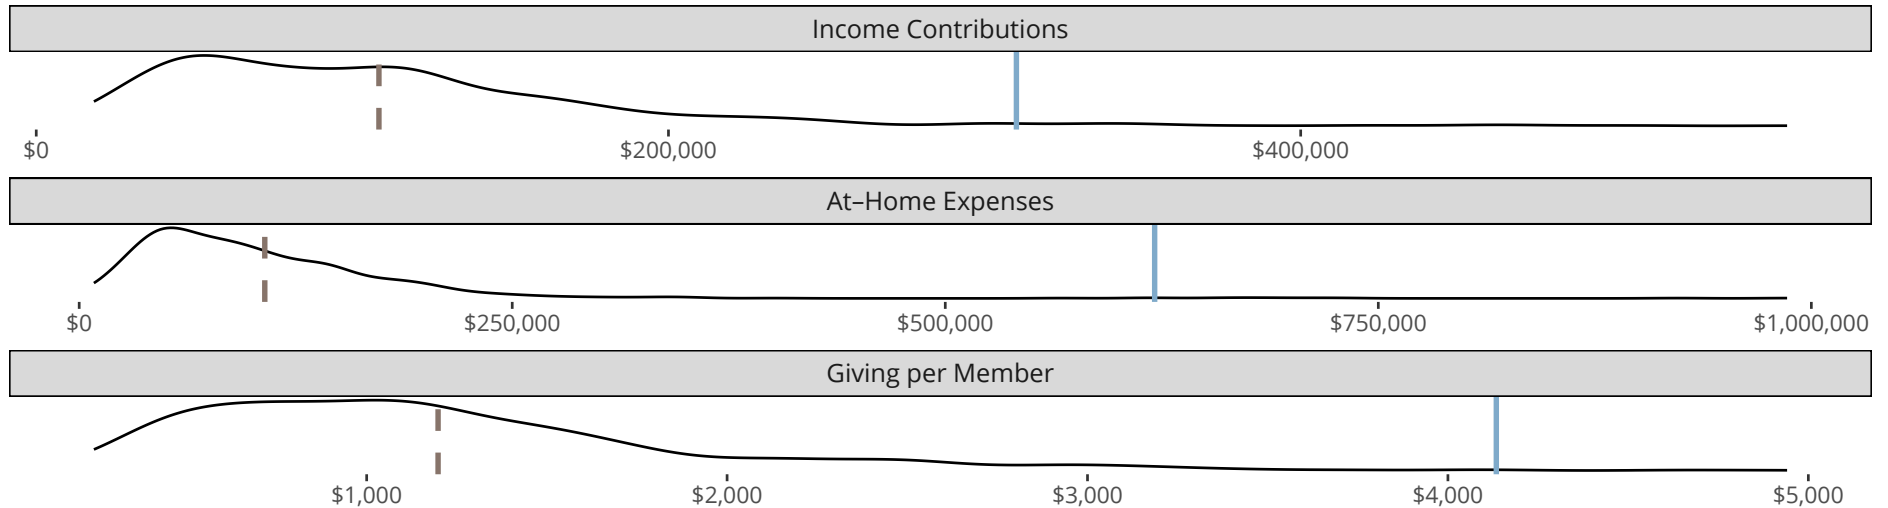 Income Contributions
$0 $200,000 $400,000
At–Home Expenses
$0 $250,000 $500,000 $750,000 $1,000,000
Giving per Member
$1,000 $2,000 $3,000 $4,000 $5,000